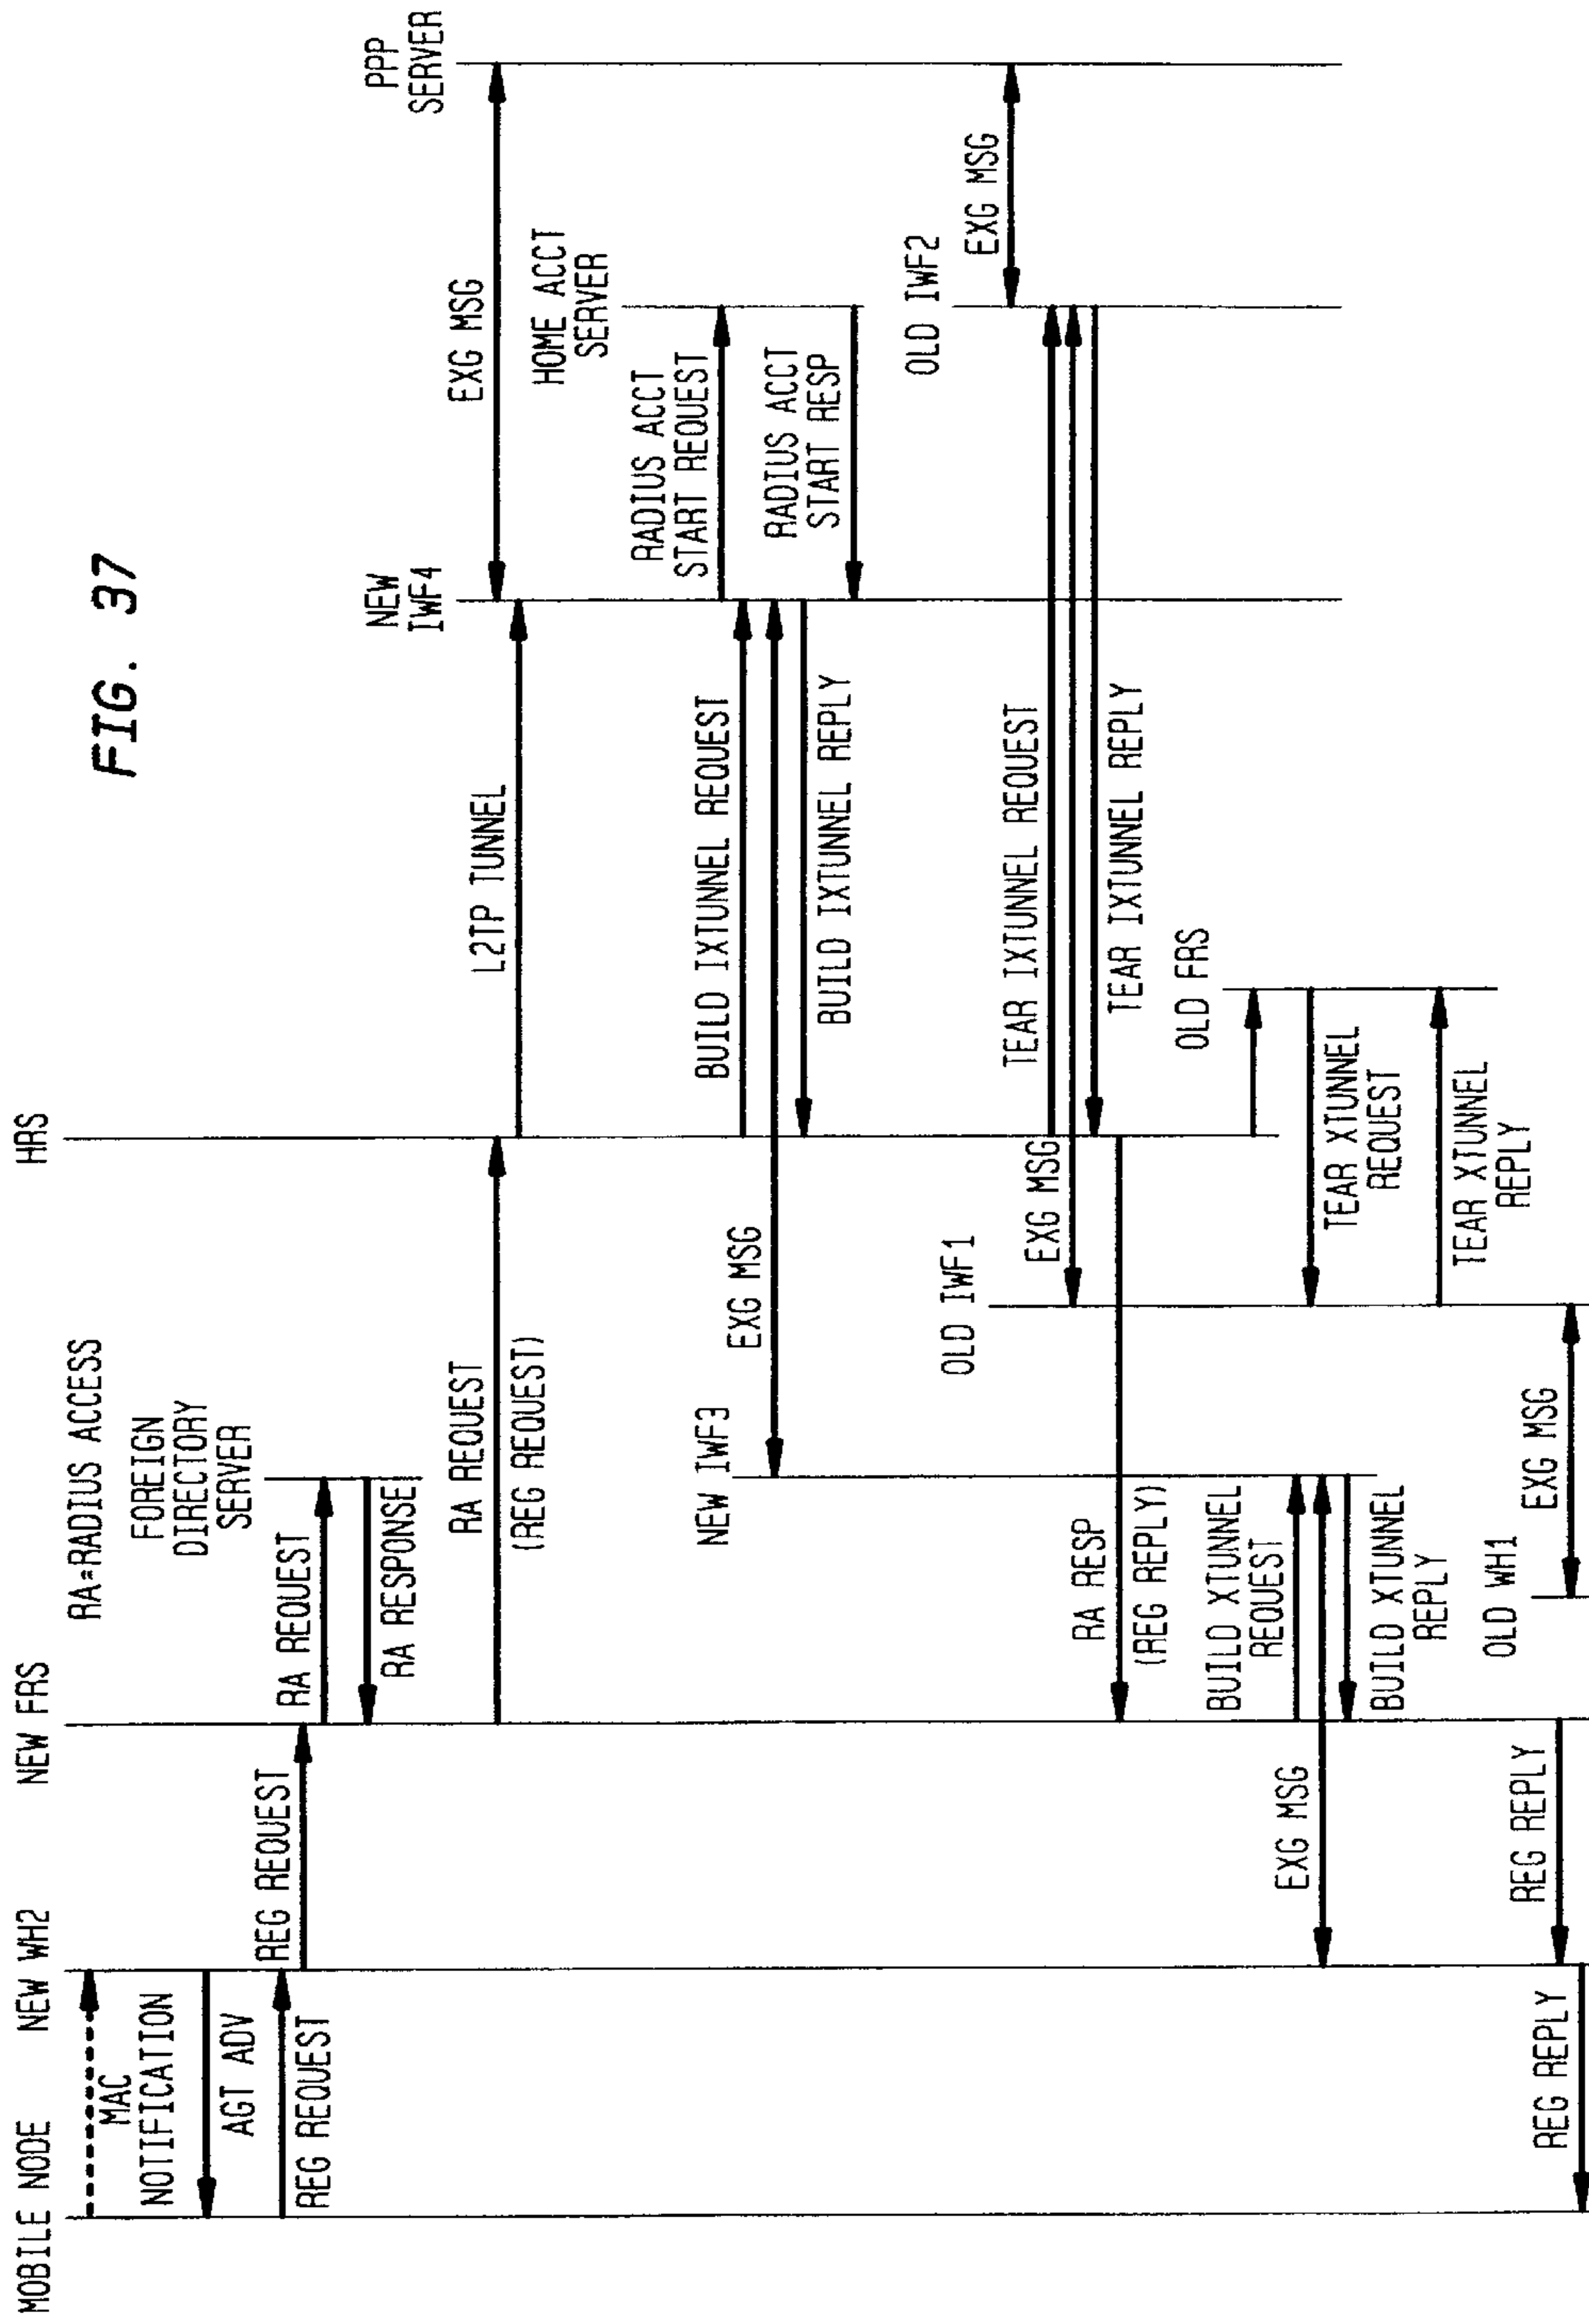 FIG. 37
MOBILE NODE
NEW WH2
NEW FRS
HRS
RA=RADIUS ACCESS
PPP
SERVER
MAC
NOTIFICATION
FOREIGN
DIRECTORY
SERVER
AGT ADV
REG REQUEST
REG REQUEST
RA REQUEST
RA RESPONSE
NEW
IWF4
EXG MSG
RA REQUEST
(REG REQUEST)
L2TP TUNNEL
HOME ACCT
SERVER
RADIUS ACCT
START REQUEST
BUILD IXTUNNEL REQUEST
EXG MSG
NEW IWF3
RADIUS ACCT
START RESP
BUILD IXTUNNEL REPLY
OLD IWF2
OLD IWF1
EXG MSG
TEAR IXTUNNEL REQUEST
EXG MSG
TEAR IXTUNNEL REPLY
RA RESP
(REG REPLY)
OLD FRS
BUILD XTUNNEL
REQUEST
EXG MSG
TEAR XTUNNEL
REQUEST
BUILD XTUNNEL
REPLY
TEAR XTUNNEL
REPLY
OLD WH1
EXG MSG
REG REPLY
REG REPLY